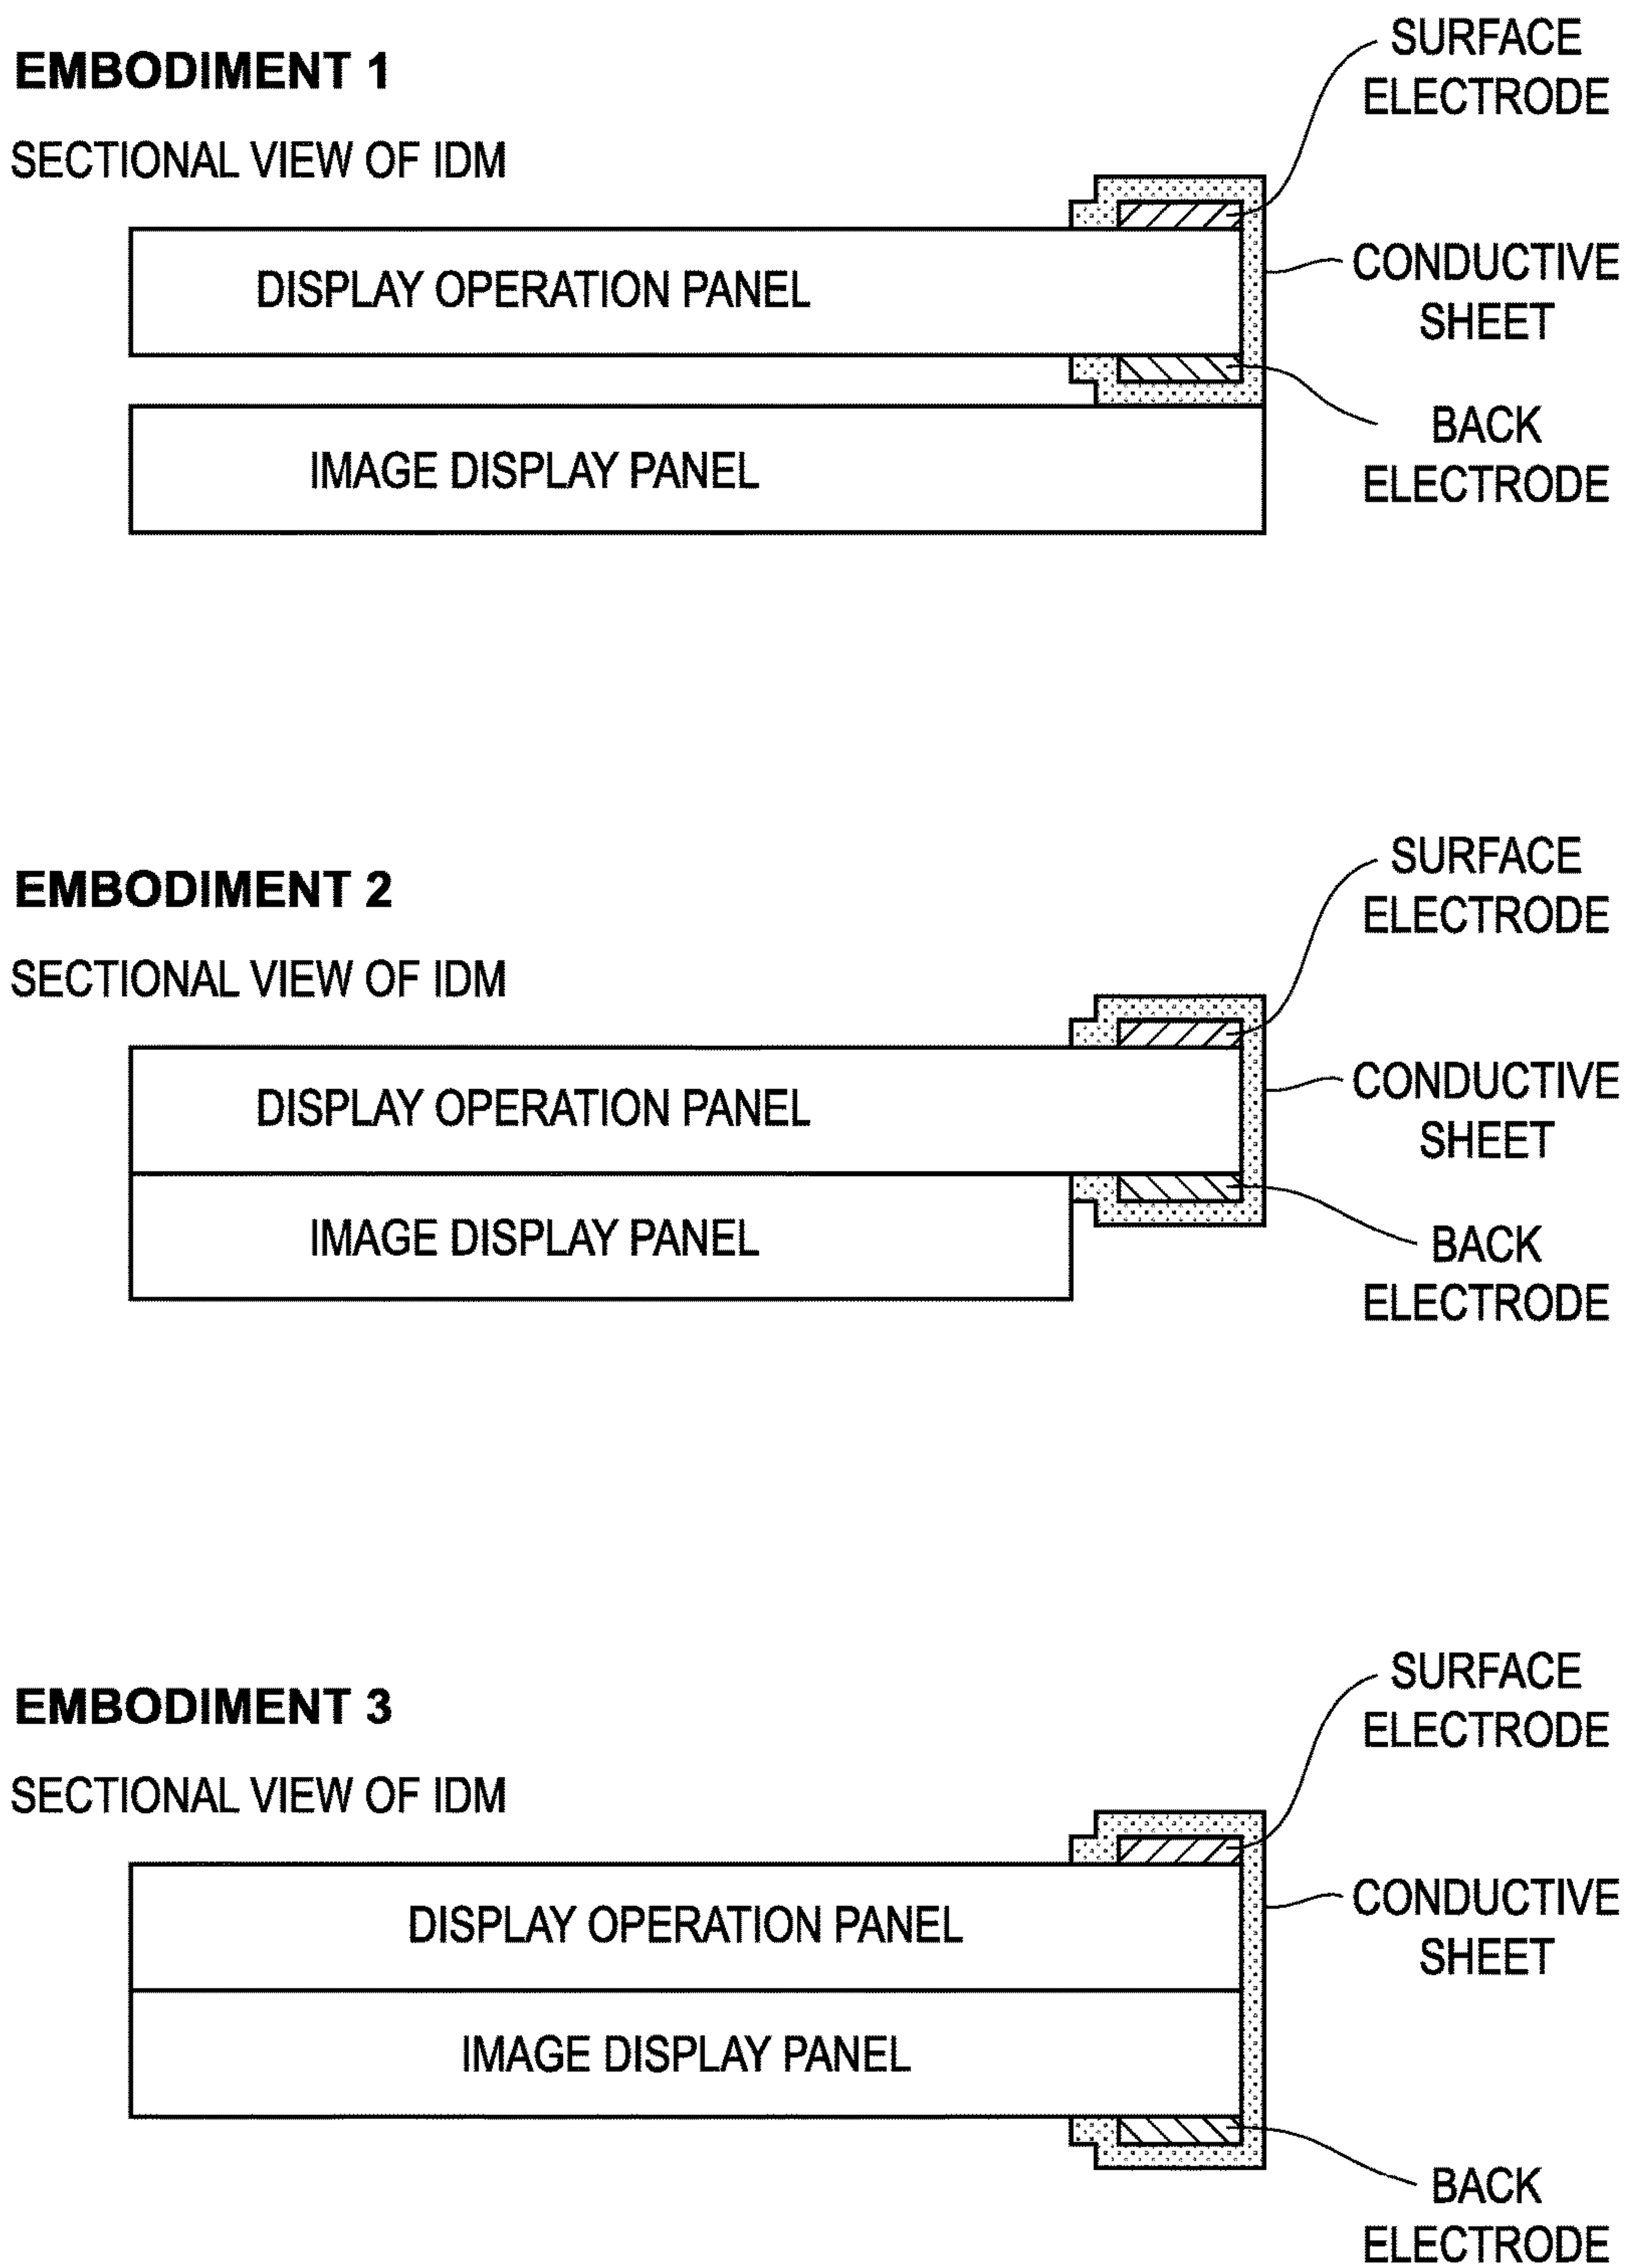 EMBODIMENT 1
SECTIONAL VIEW OF IDM
SURFACE
ELECTRODE
DISPLAY OPERATION PANEL
CONDUCTIVE
SHEET
IMAGE DISPLAY PANEL
BACK
ELECTRODE
EMBODIMENT 2
SECTIONAL VIEW OF IDM
SURFACE
ELECTRODE
DISPLAY OPERATION PANEL
CONDUCTIVE
SHEET
IMAGE DISPLAY PANEL
BACK
ELECTRODE
EMBODIMENT 3
SECTIONAL VIEW OF IDM
SURFACE
ELECTRODE
DISPLAY OPERATION PANEL
CONDUCTIVE
SHEET
IMAGE DISPLAY PANEL
BACK
ELECTRODE